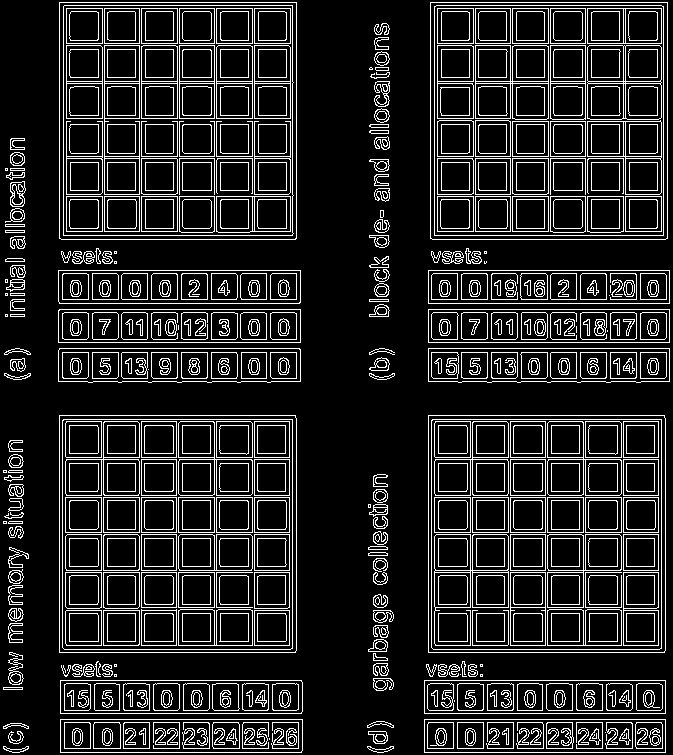 (a) initial allocation
vsets:
0 0 0 0 2 4 0 0
0 7 11 10 12 3 0 0
0 5 13 9 8 6 0 0
(b) block de- and allocations
vsets:
0 0 19 16 2 4 20 0
0 7 11 10 12 18 17 0
15 5 13 0 0 6 14 0
(c) low memory situation
vsets:
15 5 13 0 0 6 14 0
0 0 21 22 23 24 25 26
(d) garbage collection
vsets:
15 5 13 0 0 6 14 0
0 0 21 22 23 24 24 26